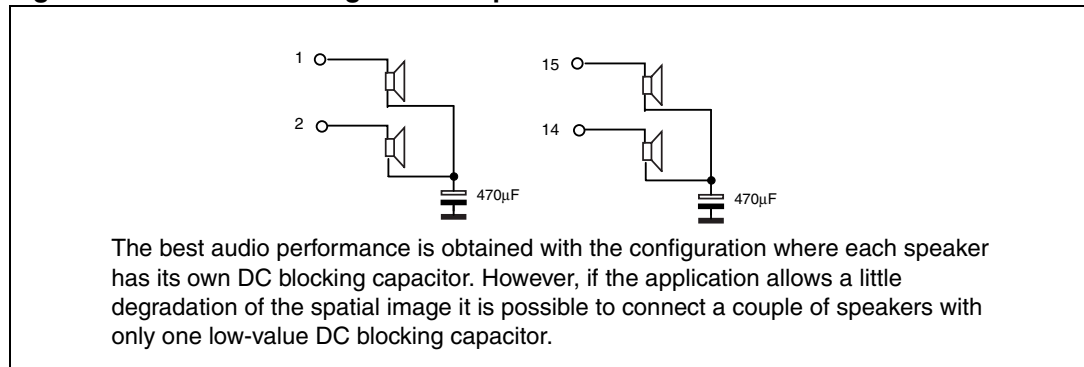 1
15
2
14
470µF
470µF
The best audio performance is obtained with the configuration where each speaker
has its own DC blocking capacitor. However, if the application allows a little
degradation of the spatial image it is possible to connect a couple of speakers with
only one low-value DC blocking capacitor.